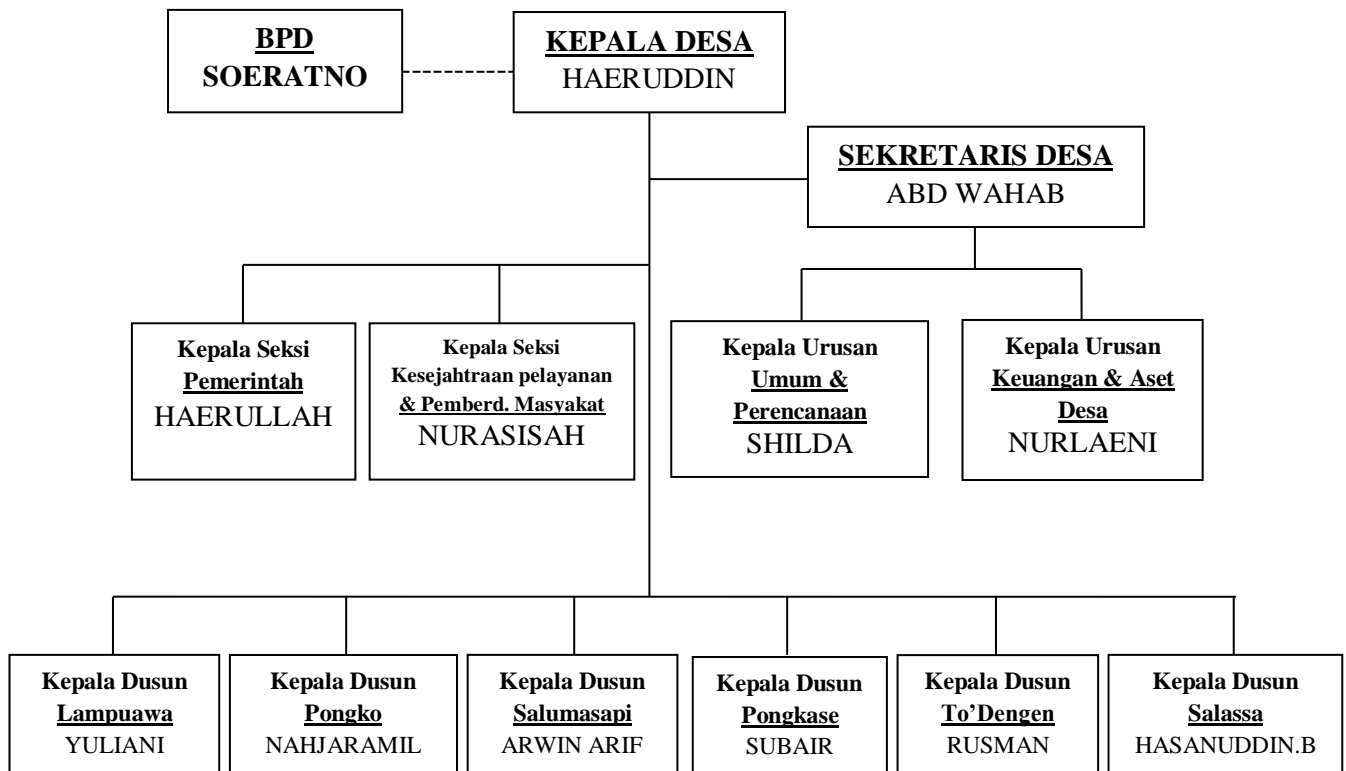 BPD
SOERATNO
KEPALA DESA
HAERUDDIN
SEKRETARIS DESA
ABD WAHAB
Kepala Seksi
Pemerintah
HAERULLAH
Kepala Seksi
Kesejahtraan pelayanan
& Pemberd. Masyakat
NURASISAH
Kepala Urusan
Umum &
Perencanaan
SHILDA
Kepala Urusan
Keuangan & Aset
Desa
NURLAENI
Kepala Dusun
Lampuawa
YULIANI
Kepala Dusun
Pongko
NAHJARAMIL
Kepala Dusun
Salumasapi
ARWIN ARIF
Kepala Dusun
Pongkase
SUBAIR
Kepala Dusun
To’Dengen
RUSMAN
Kepala Dusun
Salassa
HASANUDDIN.B